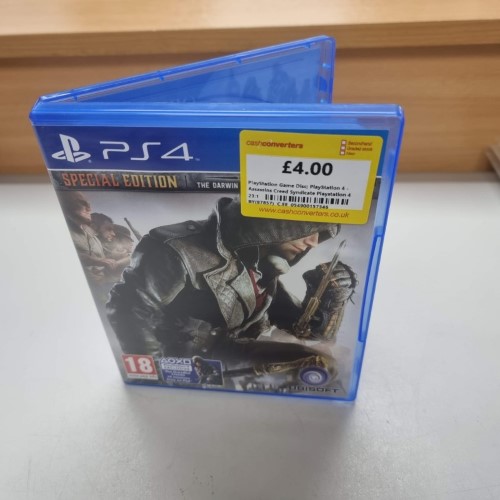 PS4
SPECIAL EDITION
THE DARWIN
cashconverters
£4.00
PlayStation Game Disc; PlayStation 4 -
Assassins Creed Syndicate Playstation 4
www.cashconverters.co.uk
18
UBISOFT